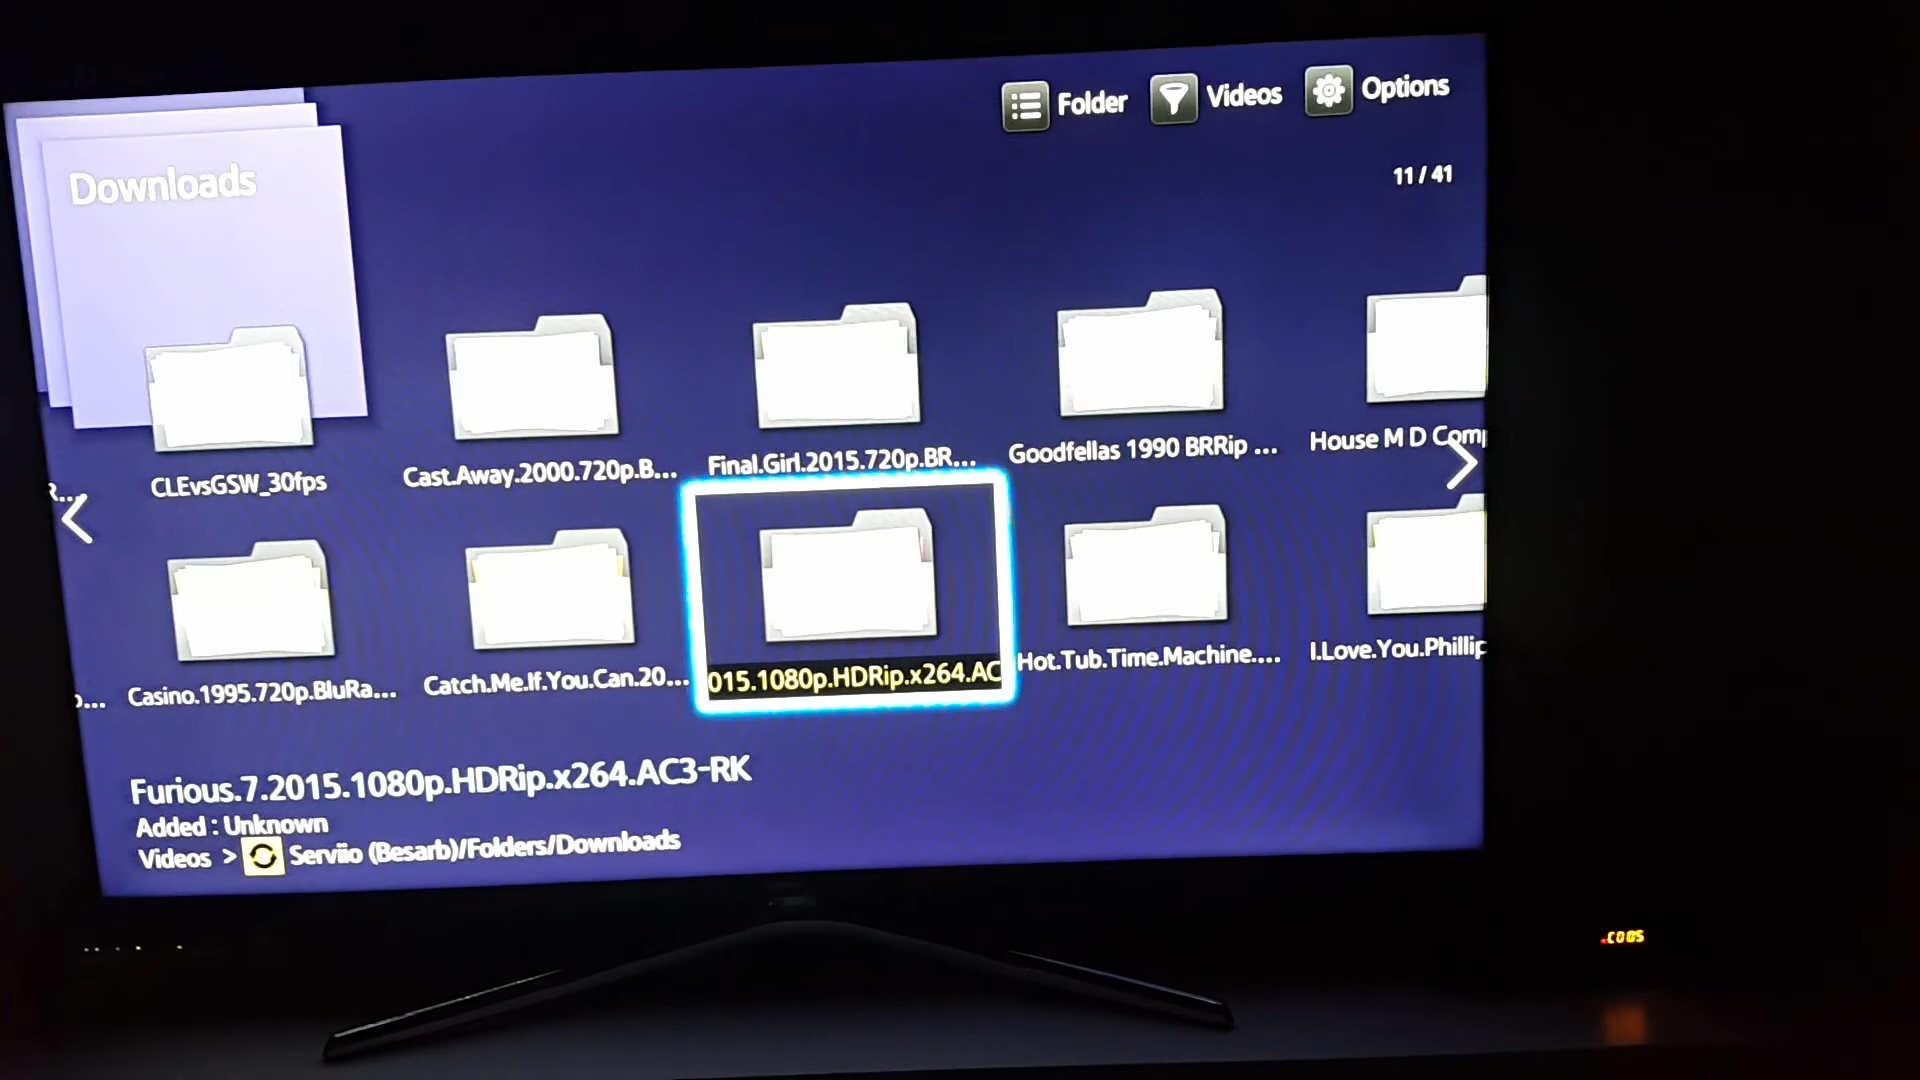 Folder Videos Options
Downloads
11 / 41
CLEvsGSW_30fps
Cast.Away.2000.720p.B...
Final.Girl.2015.720p.BR...
Goodfellas 1990 BRRip ...
House M D Comp
R...
Casino.1995.720p.BluRa...
Catch.Me.If.You.Can.20...
015.1080p.HDRip.x264.AC
Hot.Tub.Time.Machine....
I.Love.You.Phillip
Furious.7.2015.1080p.HDRip.x264.AC3-RK
Added : Unknown
Videos > Serviio (Besarb)/Folders/Downloads